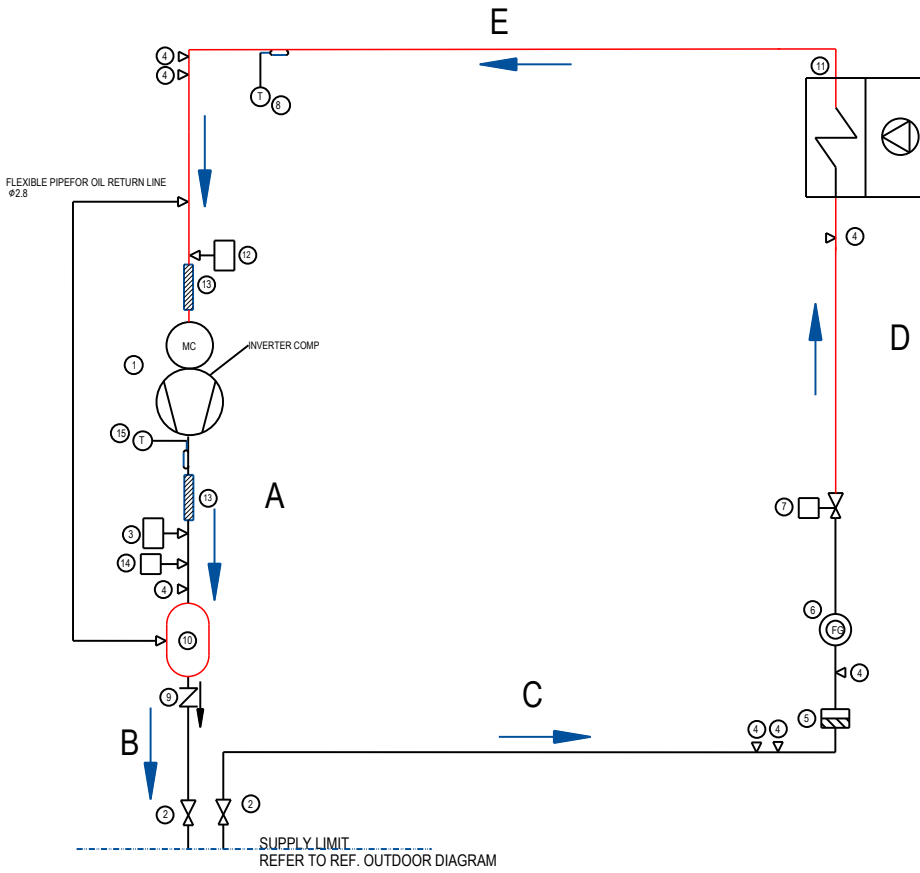 E
4
4
T
8
11
FLEXIBLE PIPEFOR OIL RETURN LINE
ø2.8
4
12
13
MC
INVERTER COMP
1
D
15
T
A
13
7
3
14
4
6
FG
10
4
9
C
5
B
4 4
2
2
SUPPLY LIMIT
REFER TO REF. OUTDOOR DIAGRAM